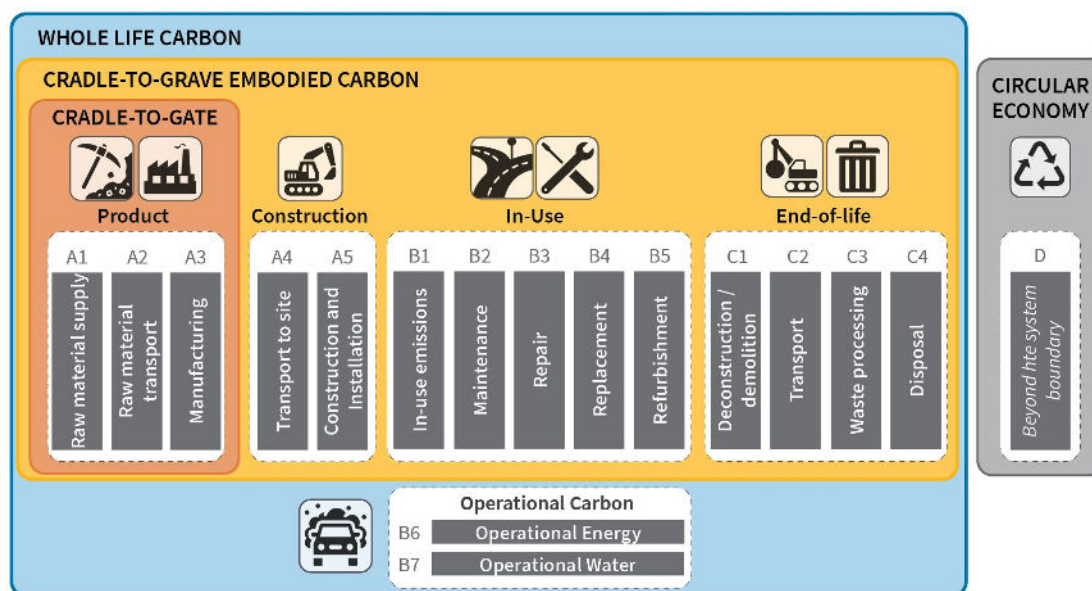 WHOLE LIFE CARBON
CRADLE-TO-GRAVE EMBODIED CARBON
CRADLE-TO-GATE
CIRCULAR
ECONOMY
Product
Construction
In-Use
End-of-life
A1
A2
A3
A4
A5
B1
B2
B3
B4
B5
C1
C2
C3
C4
D
Raw material supply
Raw material
transport
Manufacturing
Transport to site
Construction and
Installation
In-use emissions
Maintenance
Repair
Replacement
Refurbishment
Deconstruction /
demolition
Transport
Waste processing
Disposal
Beyond hte system
boundary
Operational Carbon
B6 Operational Energy
B7 Operational Water